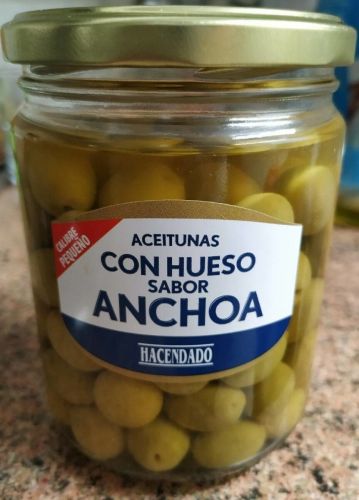 CALIBRE
PEQUEÑO
ACEITUNAS
CON HUESO
SABOR
ANCHOA
HACENDADO